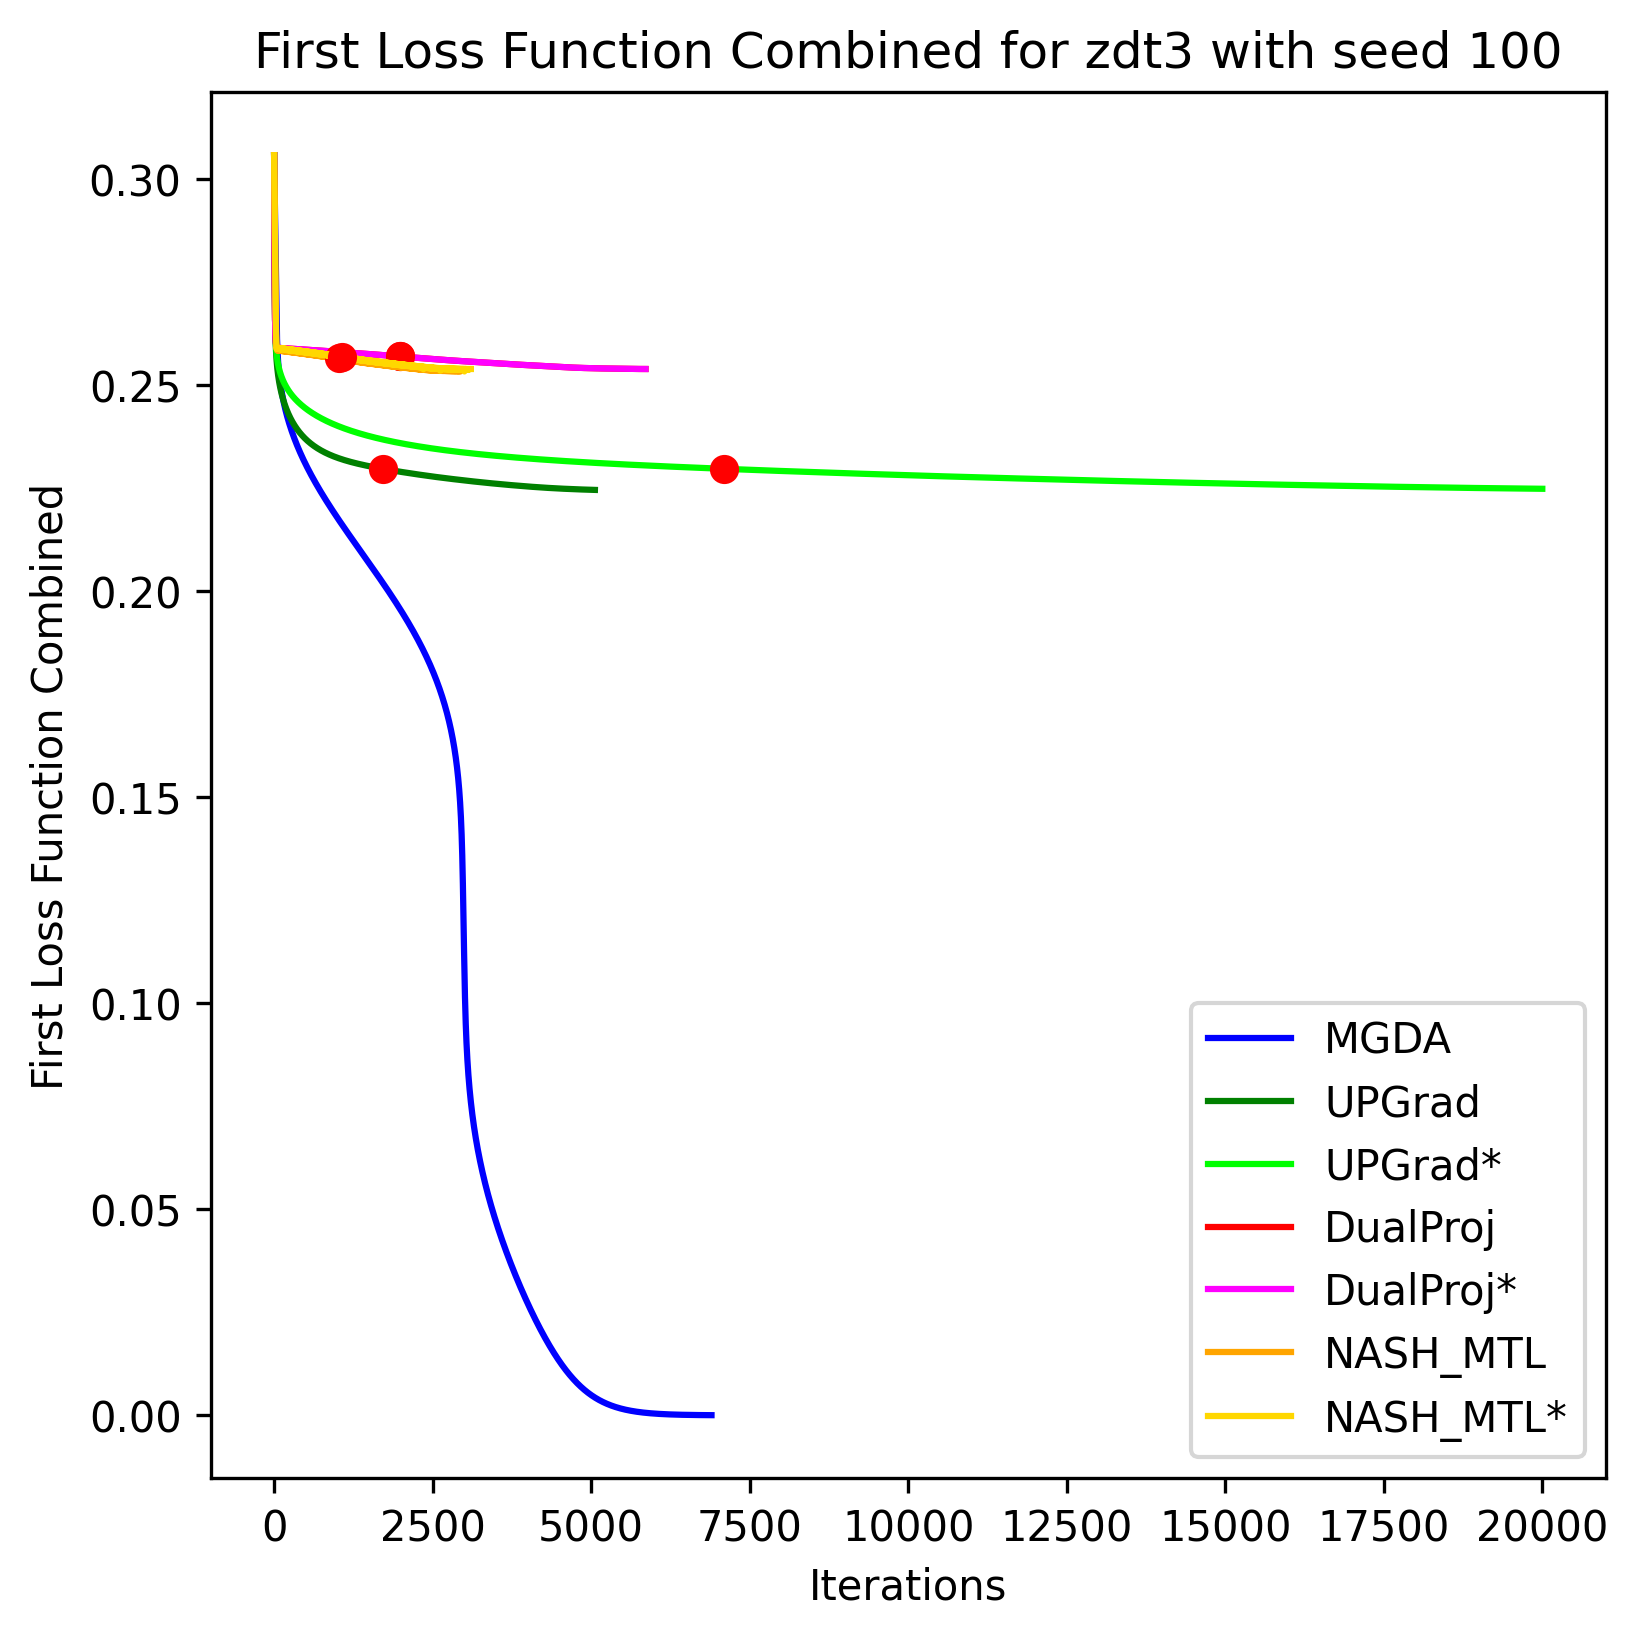 First Loss Function Combined for zdt3 with seed 100
First Loss Function Combined
0.30
0.25
0.20
0.15
0.10
0.05
0.00
MGDA
UPGrad
UPGrad*
DualProj
DualProj*
NASH_MTL
NASH_MTL*
0 2500 5000 7500 10000 12500 15000 17500 20000
Iterations